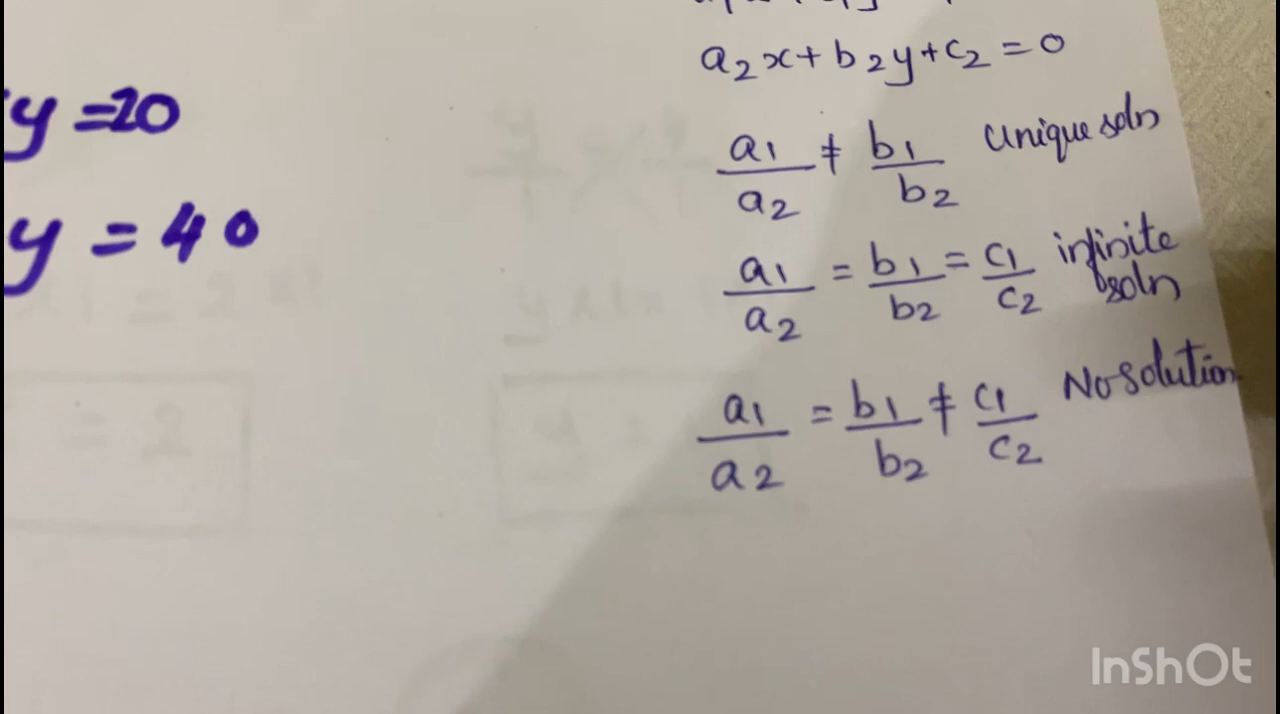 y = 20
y = 40
a2x + b2y + c2 = 0
a1/a2 ≠ b1/b2 Unique soln
a1/a2 = b1/b2 = c1/c2 infinite soln
a1/a2 = b1/b2 ≠ c1/c2 No solution
InShOt